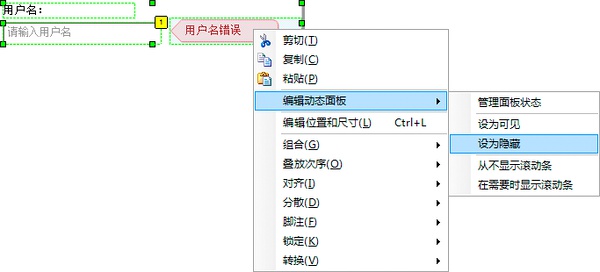 用户名：
1
请输入用户名
用户名错误
剪切(T)
复制(C)
粘贴(P)
编辑动态面板
编辑位置和尺寸(L) Ctrl+L
组合(G)
叠放次序(O)
对齐(I)
分散(D)
脚注(F)
锁定(K)
转换(V)
管理面板状态
设为可见
设为隐藏
从不显示滚动条
在需要时显示滚动条